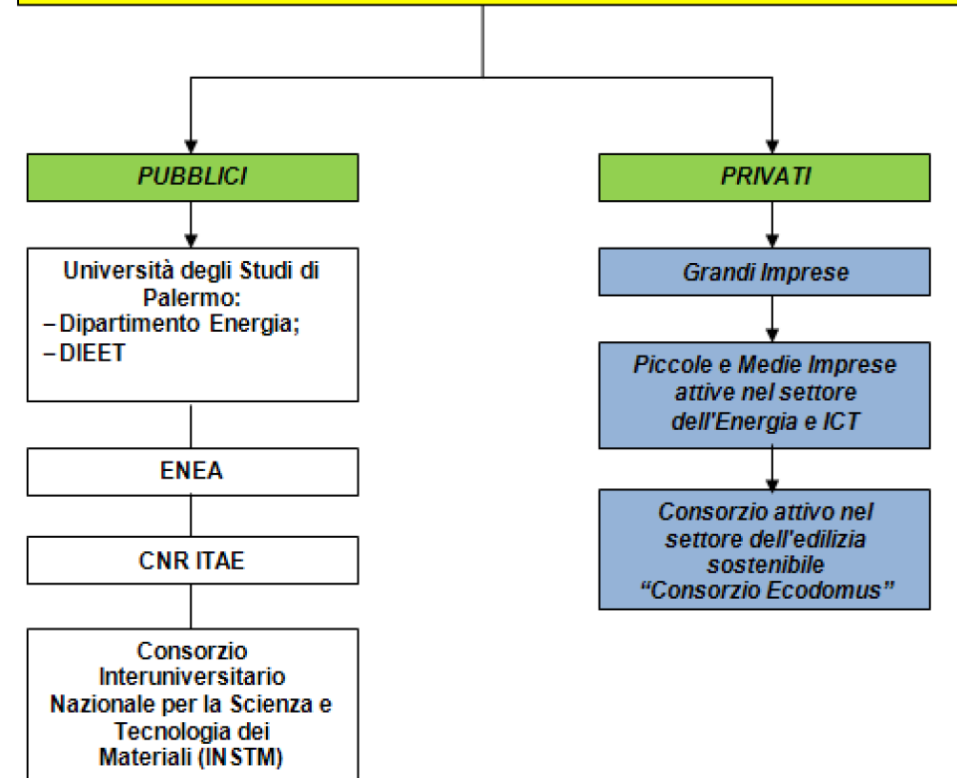 PUBBLICI
Università degli Studi di
Palermo:
–Dipartimento Energia;
–DIEET
ENEA
CNR ITAE
Consorzio
Interuniversitario
Nazionale per la Scienza e
Tecnologia dei
Materiali (INSTM)
PRIVATI
Grandi Imprese
Piccole e Medie Imprese
attive nel settore
dell'Energia e ICT
Consorzio attivo nel
settore dell'edilizia
sostenibile
“Consorzio Ecodomus”